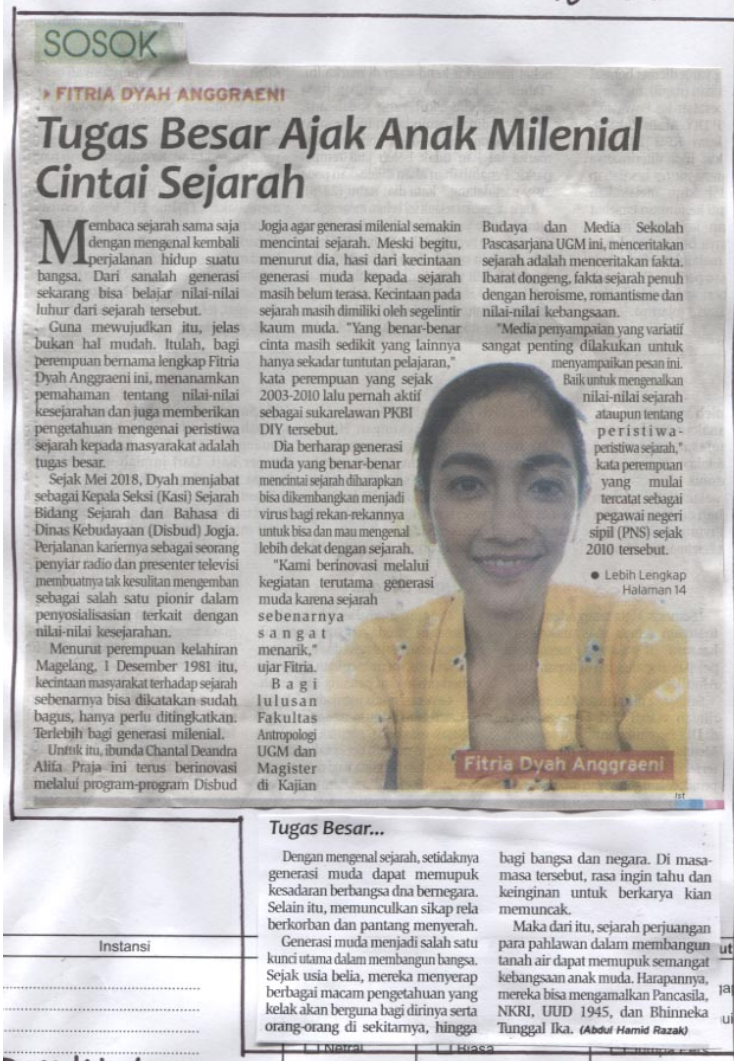 SOSOK
FITRIA DYAH ANGGRAENI
Tugas Besar Ajak Anak Milenial
Cintai Sejarah
Membaca sejarah sama saja
dengan mengenal kembali
perjalanan hidup suatu
bangsa. Dari sanalah generasi
sekarang bisa belajar nilai-nilai
luhur dari sejarah tersebut.
Guna mewujudkan itu, jelas
bukan hal mudah. Itulah, bagi
perempuan bernama lengkap Fitria
Dyah Anggraeni ini, menanamkan
pemahaman tentang nilai-nilai
kesejarahan dan juga memberikan
pengetahuan mengenai peristiwa
sejarah kepada masyarakat adalah
tugas besar.
Sejak Mei 2018, Dyah menjabat
sebagai Kepala Seksi (Kasi) Sejarah
Bidang Sejarah dan Bahasa di
Dinas Kebudayaan (Disbud) Jogja.
Perjalanan kariernya sebagai seorang
penyiar radio dan presenter televisi
membuatnya tak kesulitan mengemban
sebagai salah satu pionir dalam
penyosialisasian terkait dengan
nilai-nilai kesejarahan.
Menurut perempuan kelahiran
Magelang, 1 Desember 1981 itu,
kecintaan masyarakat terhadap sejarah
sebenarnya bisa dikatakan sudah
bagus, hanya perlu ditingkatkan.
Terlebih bagi generasi milenial.
Untuk itu, ibunda Chantal Deandra
Alifa Praja ini terus berinovasi
melalui program-program Disbud
Jogja agar generasi milenial semakin
mencintai sejarah. Meski begitu,
menurut dia, hasi dari kecintaan
generasi muda kepada sejarah
masih belum terasa. Kecintaan pada
sejarah masih dimiliki oleh segelintir
kaum muda. "Yang benar-benar
cinta masih sedikit yang lainnya
hanya sekadar tuntutan pelajaran,"
kata perempuan yang sejak
2003-2010 lalu pernah aktif
sebagai sukarelawan PKBI
DIY tersebut.
Dia berharap generasi
muda yang benar-benar
mencintai sejarah diharapkan
bisa dikembangkan menjadi
virus bagi rekan-rekannya
untuk bisa dan mau mengenal
lebih dekat dengan sejarah.
"Kami berinovasi melalui
kegiatan terutama generasi
muda karena sejarah
sebenarnya
sangat
menarik,"
ujar Fitria.
Bagi
lulusan
Fakultas
Antropologi
UGM dan
Magister
di Kajian
Budaya dan Media Sekolah
Pascasarjana UGM ini, menceritakan
sejarah adalah menceritakan fakta.
Ibarat dongeng, fakta sejarah penuh
dengan heroisme, romantisme dan
nilai-nilai kebangsaan.
"Media penyampaian yang variatif
sangat penting dilakukan untuk
menyampaikan pesan ini.
Baik untuk mengenalkan
nilai-nilai sejarah
ataupun tentang
peristiwa-
peristiwa sejarah,"
kata perempuan
yang mulai
tercatat sebagai
pegawai negeri
sipil (PNS) sejak
2010 tersebut.
● Lebih Lengkap
Halaman 14
Fitria Dyah Anggraeni
Ist
Tugas Besar...
Dengan mengenal sejarah, setidaknya
generasi muda dapat memupuk
kesadaran berbangsa dna bernegara.
Selain itu, memunculkan sikap rela
berkorban dan pantang menyerah.
Generasi muda menjadi salah satu
kunci utama dalam membangun bangsa.
Sejak usia belia, mereka menyerap
berbagai macam pengetahuan yang
kelak akan berguna bagi dirinya serta
orang-orang di sekitarnya, hingga
bagi bangsa dan negara. Di masa-
masa tersebut, rasa ingin tahu dan
keinginan untuk berkarya kian
memuncak.
Maka dari itu, sejarah perjuangan
para pahlawan dalam membangun
tanah air dapat memupuk semangat
kebangsaan anak muda. Harapannya,
mereka bisa mengamalkan Pancasila,
NKRI, UUD 1945, dan Bhinneka
Tunggal Ika. (Abdul Hamid Razak)
Instansi